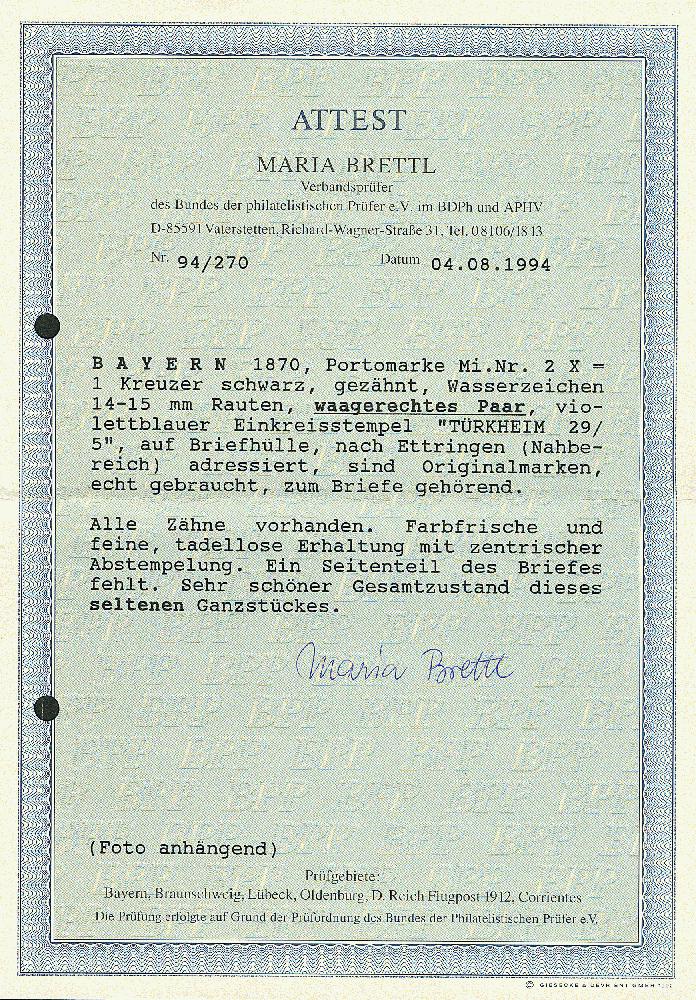 ATTEST
MARIA BRETTL
Verbandsprüfer
des Bundes der philatelistischen Prüfer e.V. im BDPh und APHV
D-85591 Vaterstetten, Richard-Wagner-Straße 31, Tel. 08106/1813
Nr. 94/270 Datum 04.08.1994
B A Y E R N 1870, Portomarke Mi.Nr. 2 X =
1 Kreuzer schwarz, gezähnt, Wasserzeichen
14-15 mm Rauten, waagerechtes Paar, vio-
lettblauer Einkreisstempel "TÜRKHEIM 29/
5", auf Briefhülle, nach Ettringen (Nahbe-
reich) adressiert, sind Originalmarken,
echt gebraucht, zum Briefe gehörend.
Alle Zähne vorhanden. Farbfrische und
feine, tadellose Erhaltung mit zentrischer
Abstempelung. Ein Seitenteil des Briefes
fehlt. Sehr schöner Gesamtzustand dieses
seltenen Ganzstückes.
Maria Brettl
(Foto anhängend)
Prüfgebiete:
Bayern, Braunschweig, Lübeck, Oldenburg, D. Reich Flugpost 1912, Corrientes
Die Prüfung erfolgte auf Grund der Prüfordnung des Bundes der Philatelistischen Prüfer e.V.
© GIESECKE & DEVRIENT GMBH